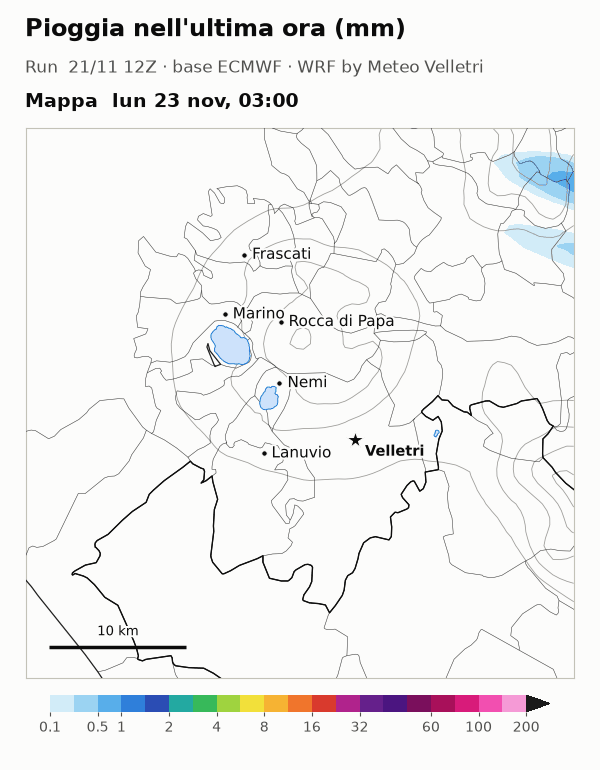 Pioggia nell'ultima ora (mm)
Run  21/11 12Z · base ECMWF · WRF by Meteo Velletri
Mappa  lun 23 nov, 03:00
Frascati
Marino
Rocca di Papa
Nemi
Velletri
Lanuvio
10 km
0.1 0.5 1 2 4 8 16 32 60 100 200